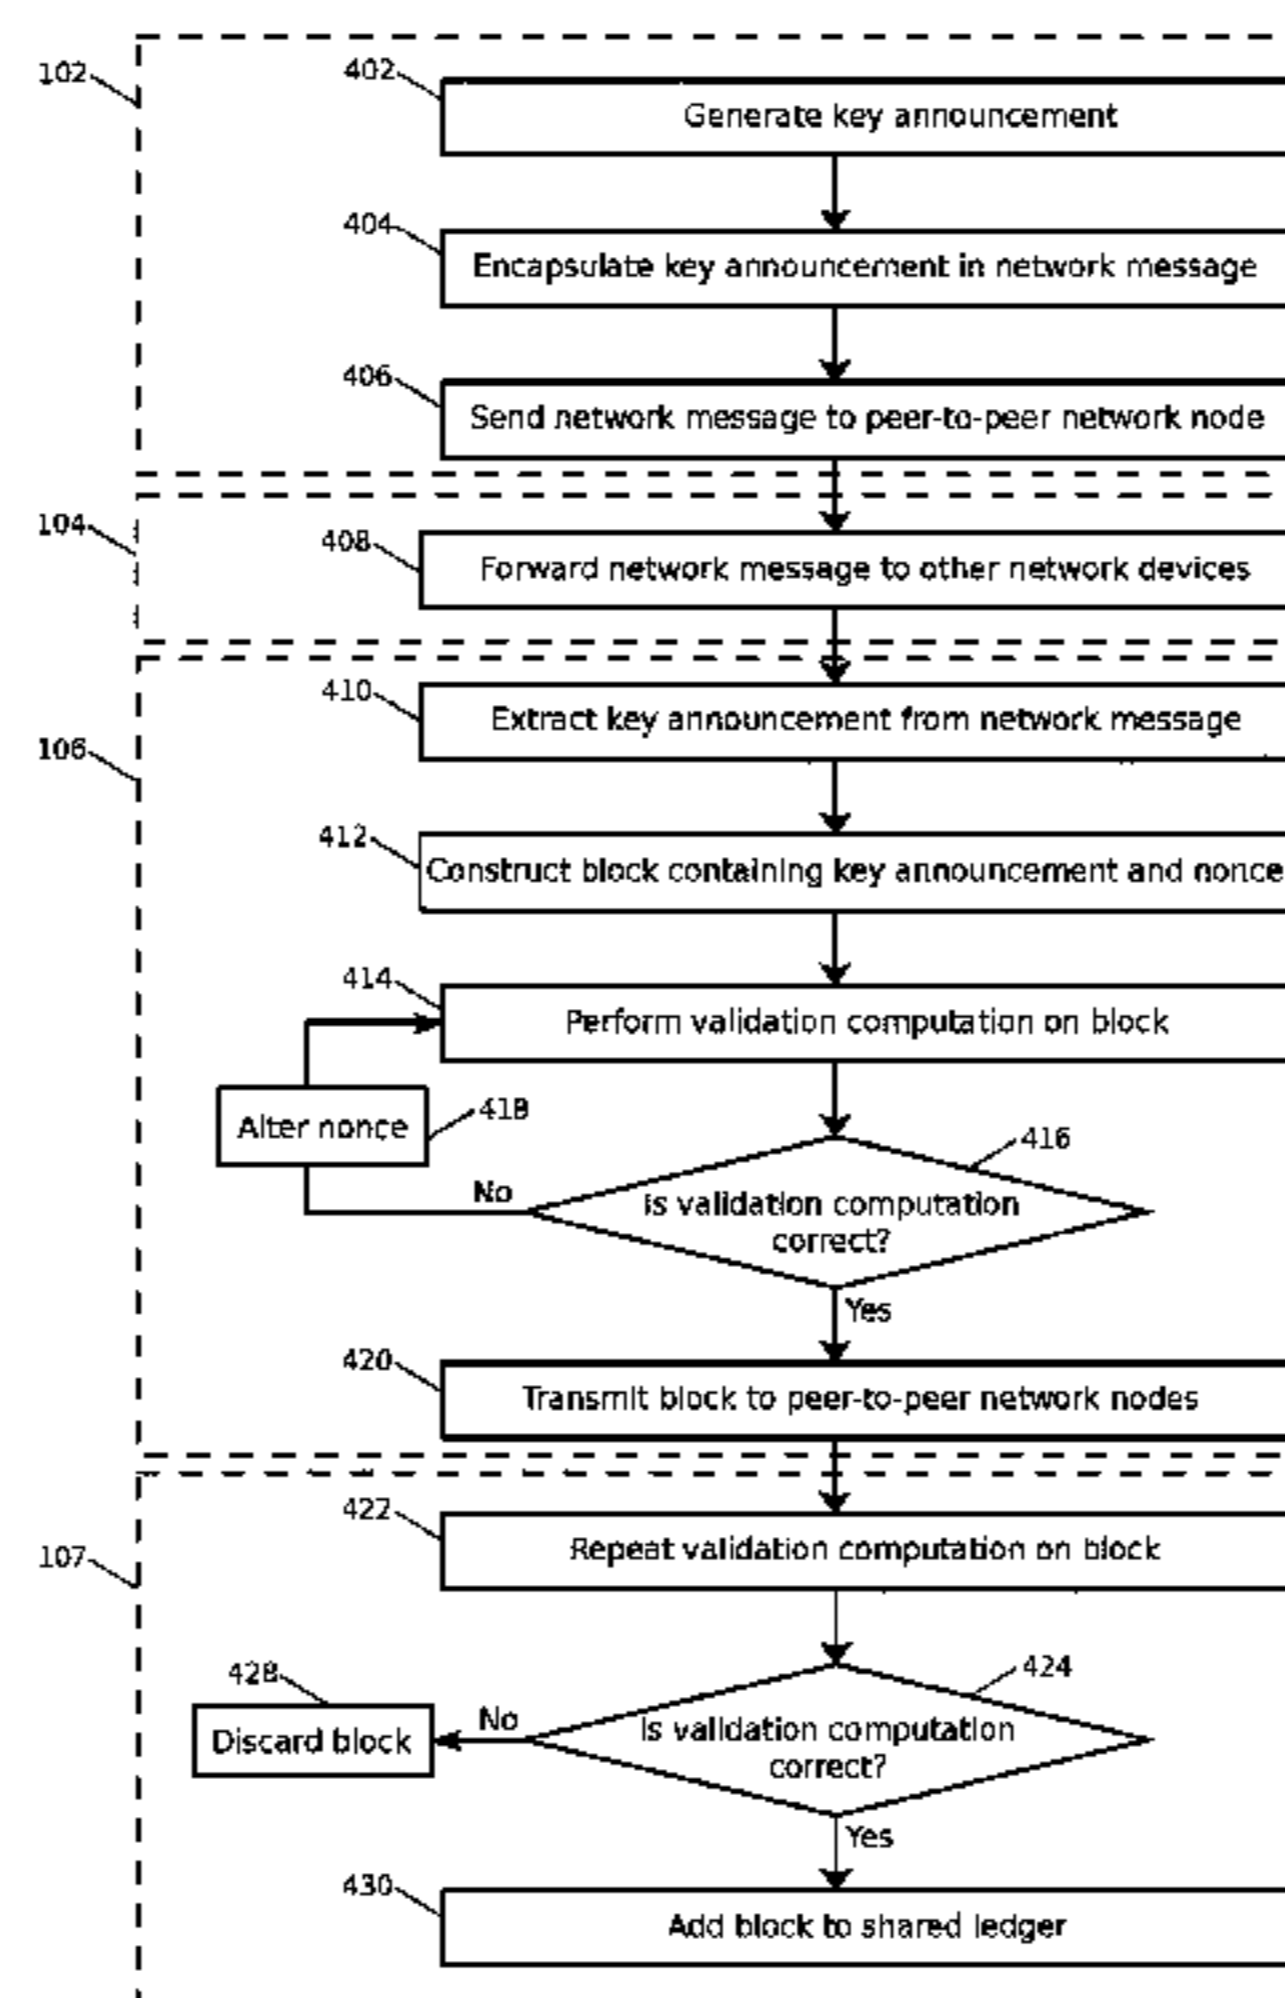 102
402
Generate key announcement
404
Encapsulate key announcement in network message
406
Send network message to peer-to-peer network node
104
408
Forward network message to other network devices
410
Extract key announcement from network message
106
412
Construct block containing key announcement and nonce
414
Perform validation computation on block
Alter nonce
418
416
No
Is validation computation
correct?
Yes
420
Transmit block to peer-to-peer network nodes
422
Repeat validation computation on block
107
428
424
Discard block
No
Is validation computation
correct?
Yes
430
Add block to shared ledger